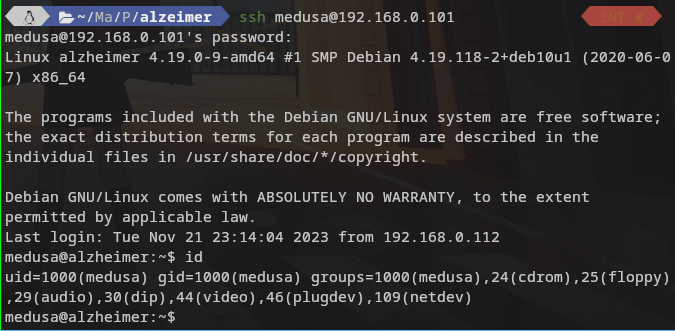 ~/Ma/P/alzeimer ssh medusa@192.168.0.101 INT ✘
medusa@192.168.0.101's password:
Linux alzheimer 4.19.0-9-amd64 #1 SMP Debian 4.19.118-2+deb10u1 (2020-06-0
7) x86_64

The programs included with the Debian GNU/Linux system are free software;
the exact distribution terms for each program are described in the
individual files in /usr/share/doc/*/copyright.

Debian GNU/Linux comes with ABSOLUTELY NO WARRANTY, to the extent
permitted by applicable law.
Last login: Tue Nov 21 23:14:04 2023 from 192.168.0.112
medusa@alzheimer:~$ id
uid=1000(medusa) gid=1000(medusa) groups=1000(medusa),24(cdrom),25(floppy)
,29(audio),30(dip),44(video),46(plugdev),109(netdev)
medusa@alzheimer:~$